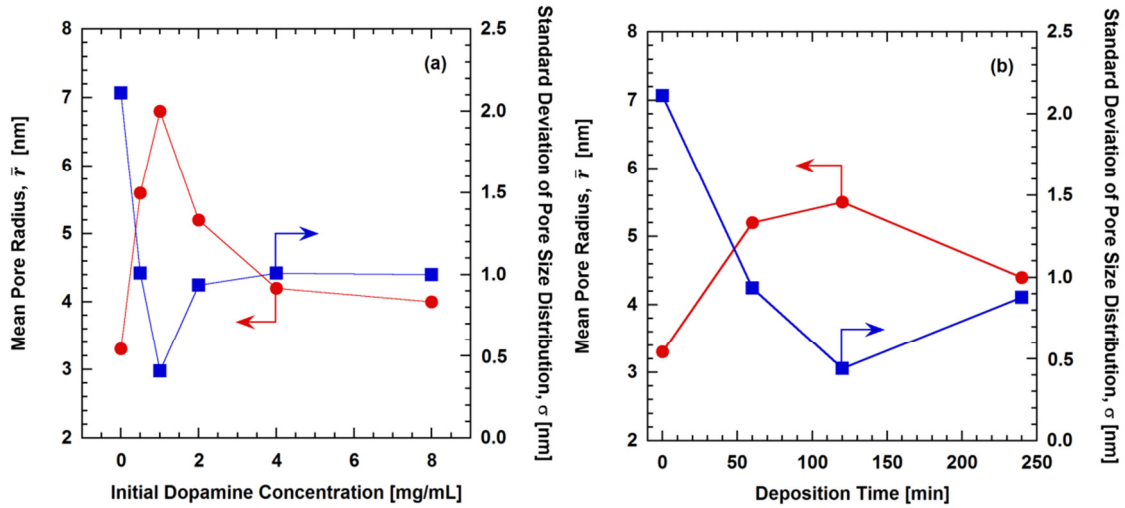 (a)
Mean Pore Radius, r̄ [nm]
8
7
6
5
4
3
2
2.5
2.0
1.5
1.0
0.5
0.0
Standard Deviation of Pore Size Distribution, σ [nm]
0 2 4 6 8
Initial Dopamine Concentration [mg/mL]
(b)
Mean Pore Radius, r̄ [nm]
8
7
6
5
4
3
2
2.5
2.0
1.5
1.0
0.5
0.0
Standard Deviation of Pore Size Distribution, σ [nm]
0 50 100 150 200 250
Deposition Time [min]